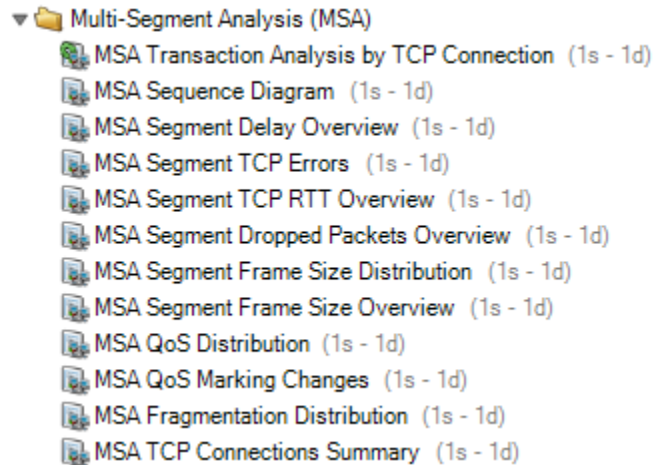 Multi-Segment Analysis (MSA)
MSA Transaction Analysis by TCP Connection (1s - 1d)
MSA Sequence Diagram (1s - 1d)
MSA Segment Delay Overview (1s - 1d)
MSA Segment TCP Errors (1s - 1d)
MSA Segment TCP RTT Overview (1s - 1d)
MSA Segment Dropped Packets Overview (1s - 1d)
MSA Segment Frame Size Distribution (1s - 1d)
MSA Segment Frame Size Overview (1s - 1d)
MSA QoS Distribution (1s - 1d)
MSA QoS Marking Changes (1s - 1d)
MSA Fragmentation Distribution (1s - 1d)
MSA TCP Connections Summary (1s - 1d)